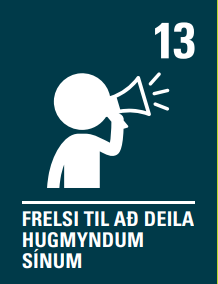 13
FRELSI TIL AÐ DEILA
HUGMYNDUM
SÍNUM